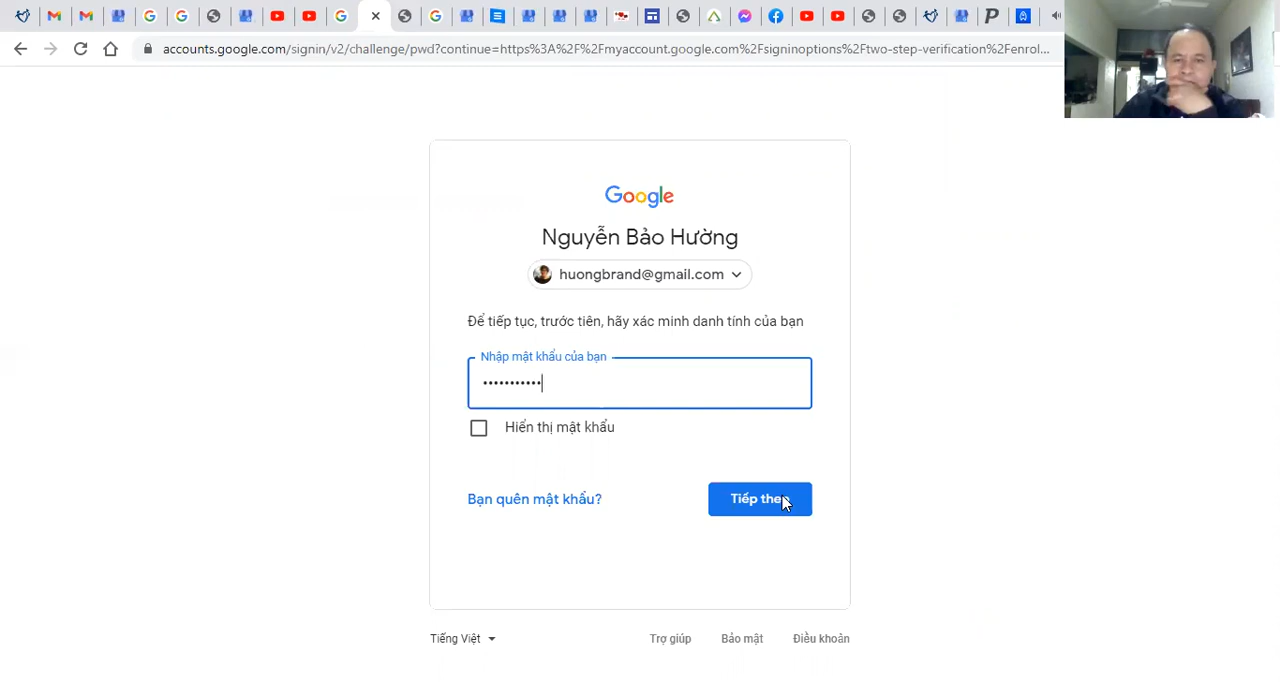 accounts.google.com/signin/v2/challenge/pwd?continue=https%3A%2F%2Fmyaccount.google.com%2Fsigninoptions%2Ftwo-step-verification%2Fenrol...
Google
Nguyễn Bảo Hường
huongbrand@gmail.com
Để tiếp tục, trước tiên, hãy xác minh danh tính của bạn
Nhập mật khẩu của bạn
•••••••••••
Hiển thị mật khẩu
Bạn quên mật khẩu?
Tiếp theo
Tiếng Việt
Trợ giúp
Bảo mật
Điều khoản